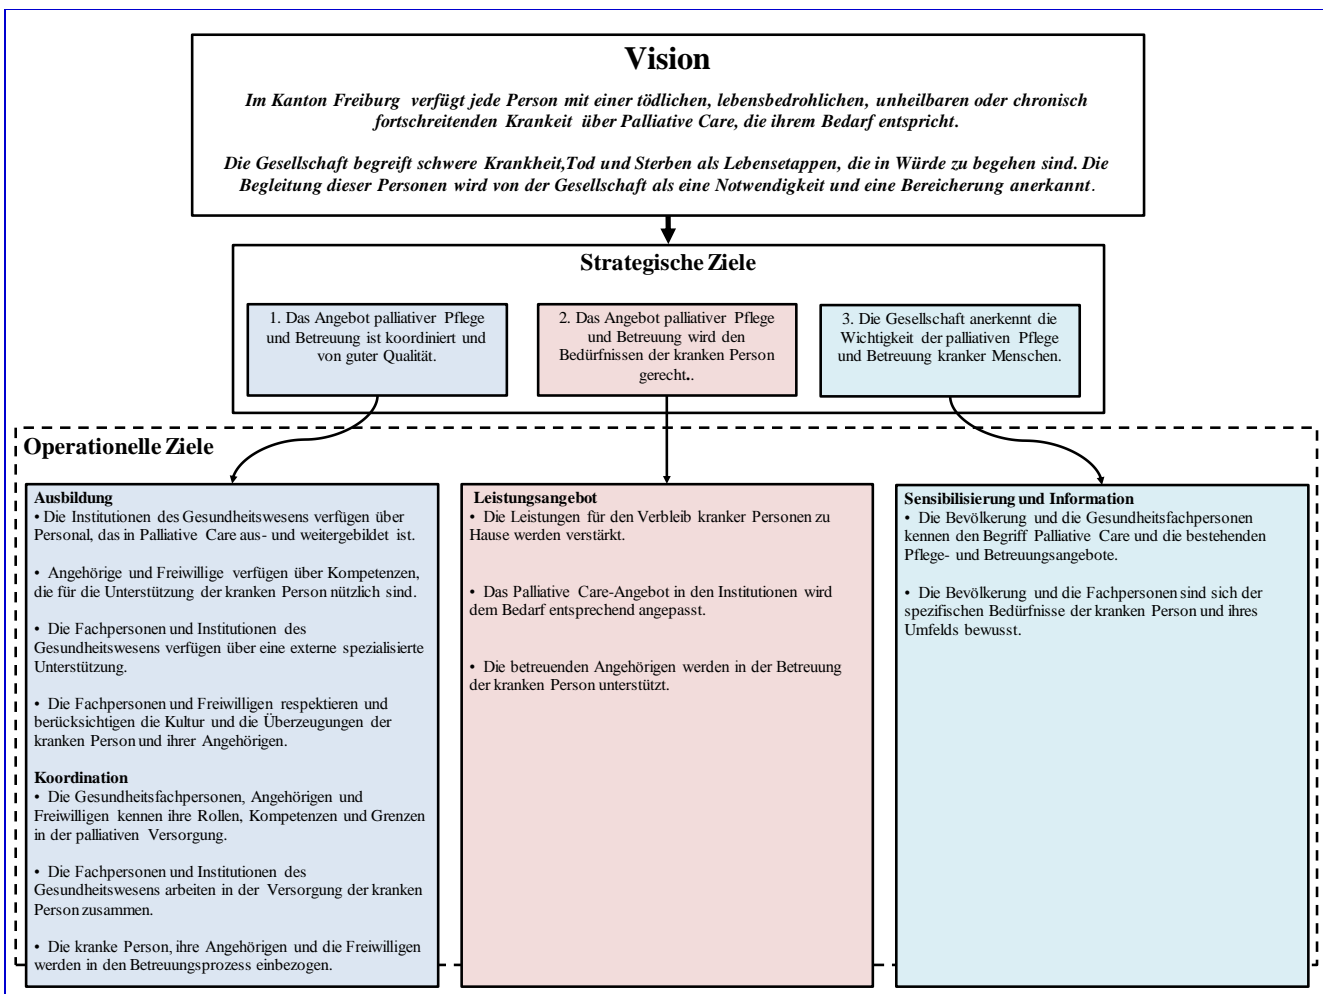 Vision
Im Kanton Freiburg verfügt jede Person mit einer tödlichen, lebensbedrohlichen, unheilbaren oder chronisch
fortschreitenden Krankeit über Palliative Care, die ihrem Bedarf entspricht.
Die Gesellschaft begreift schwere Krankheit,Tod und Sterben als Lebensetappen, die in Würde zu begehen sind. Die
Begleitung dieser Personen wird von der Gesellschaft als eine Notwendigkeit und eine Bereicherung anerkannt.
Strategische Ziele
1. Das Angebot palliativer Pflege
und Betreuung ist koordiniert und
von guter Qualität.
2. Das Angebot palliativer Pflege
und Betreuung wird den
Bedürfnissen der kranken Person
gerecht..
3. Die Gesellschaft anerkennt die
Wichtigkeit der palliativen Pflege
und Betreuung kranker Menschen.
Operationelle Ziele
Ausbildung
• Die Institutionen des Gesundheitswesens verfügen über
Personal, das in Palliative Care aus- und weitergebildet ist.
• Angehörige und Freiwillige verfügen über Kompetenzen,
die für die Unterstützung der kranken Person nützlich sind.
• Die Fachpersonen und Institutionen des
Gesundheitswesens verfügen über eine externe spezialisierte
Unterstützung.
• Die Fachpersonen und Freiwilligen respektieren und
berücksichtigen die Kultur und die Überzeugungen der
kranken Person und ihrer Angehörigen.
Koordination
• Die Gesundheitsfachpersonen, Angehörigen und
Freiwilligen kennen ihre Rollen, Kompetenzen und Grenzen
in der palliativen Versorgung.
• Die Fachpersonen und Institutionen des
Gesundheitswesens arbeiten in der Versorgung der kranken
Person zusammen.
• Die kranke Person, ihre Angehörigen und die Freiwilligen
werden in den Betreuungsprozess einbezogen.
Leistungsangebot
• Die Leistungen für den Verbleib kranker Personen zu
Hause werden verstärkt.
• Das Palliative Care-Angebot in den Institutionen wird
dem Bedarf entsprechend angepasst.
• Die betreuenden Angehörigen werden in der Betreuung
der kranken Person unterstützt.
Sensibilisierung und Information
• Die Bevölkerung und die Gesundheitsfachpersonen
kennen den Begriff Palliative Care und die bestehenden
Pflege- und Betreuungsangebote.
• Die Bevölkerung und die Fachpersonen sind sich der
spezifischen Bedürfnisse der kranken Person und ihres
Umfelds bewusst.